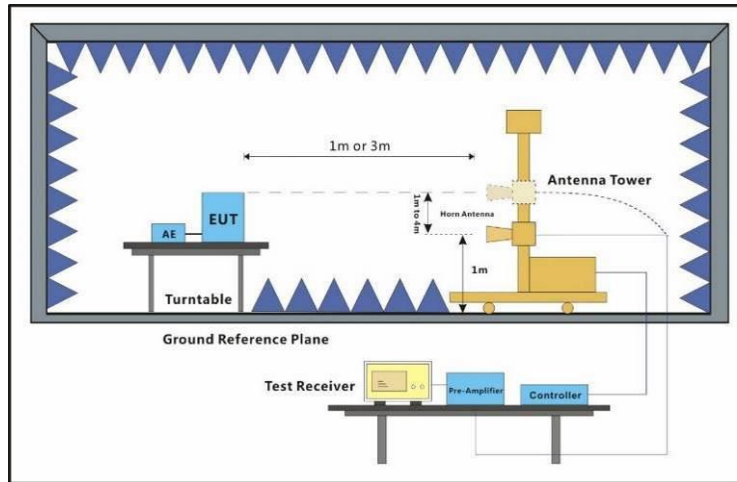 1m or 3m
Antenna Tower
1m to 4m
Horn Antenna
EUT
AE
1m
Turntable
Ground Reference Plane
Test Receiver
Pre-Amplifier
Controller